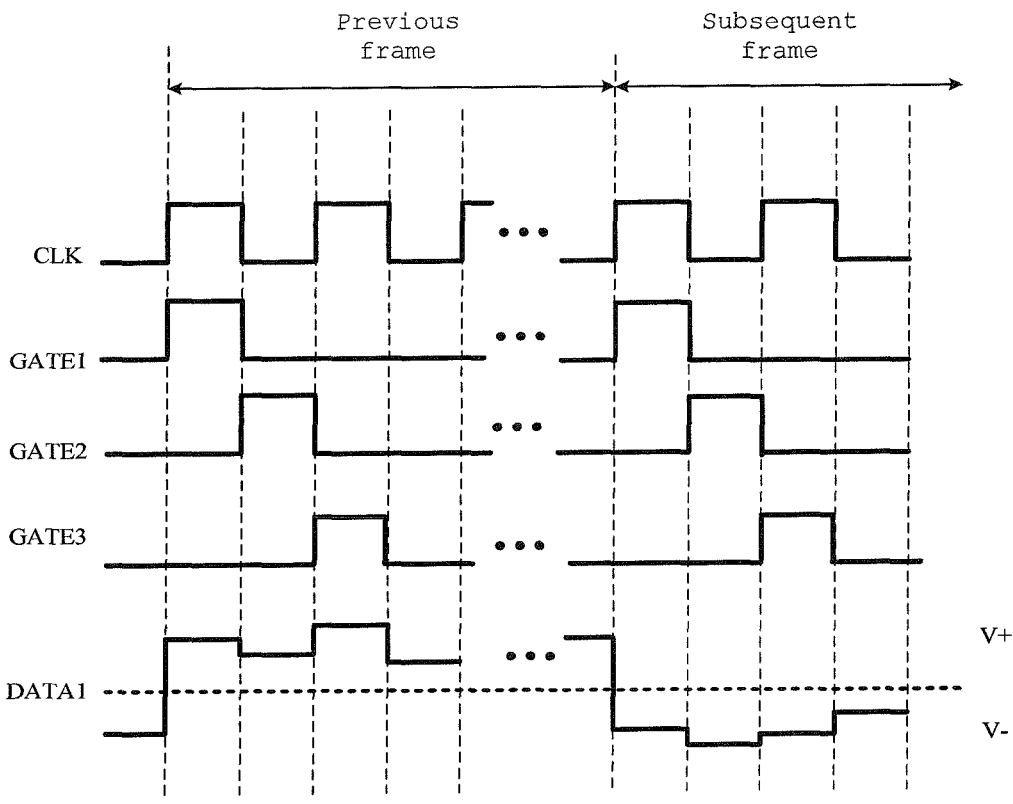 Previous
frame
Subsequent
frame
CLK
GATE1
GATE2
GATE3
V+
DATA1
V-